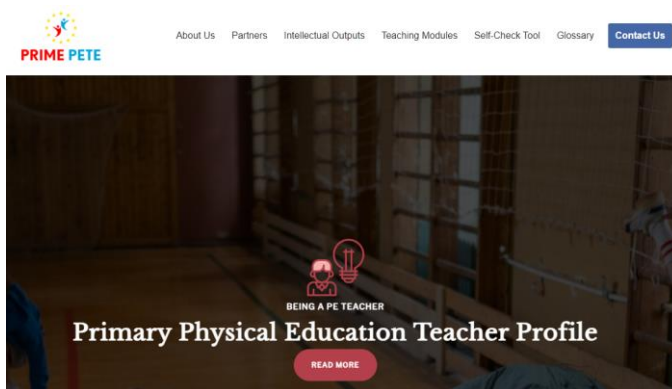 PRIME PETE
About Us Partners Intellectual Outputs Teaching Modules Self-Check Tool Glossary Contact Us
BEING A PE TEACHER
Primary Physical Education Teacher Profile
READ MORE